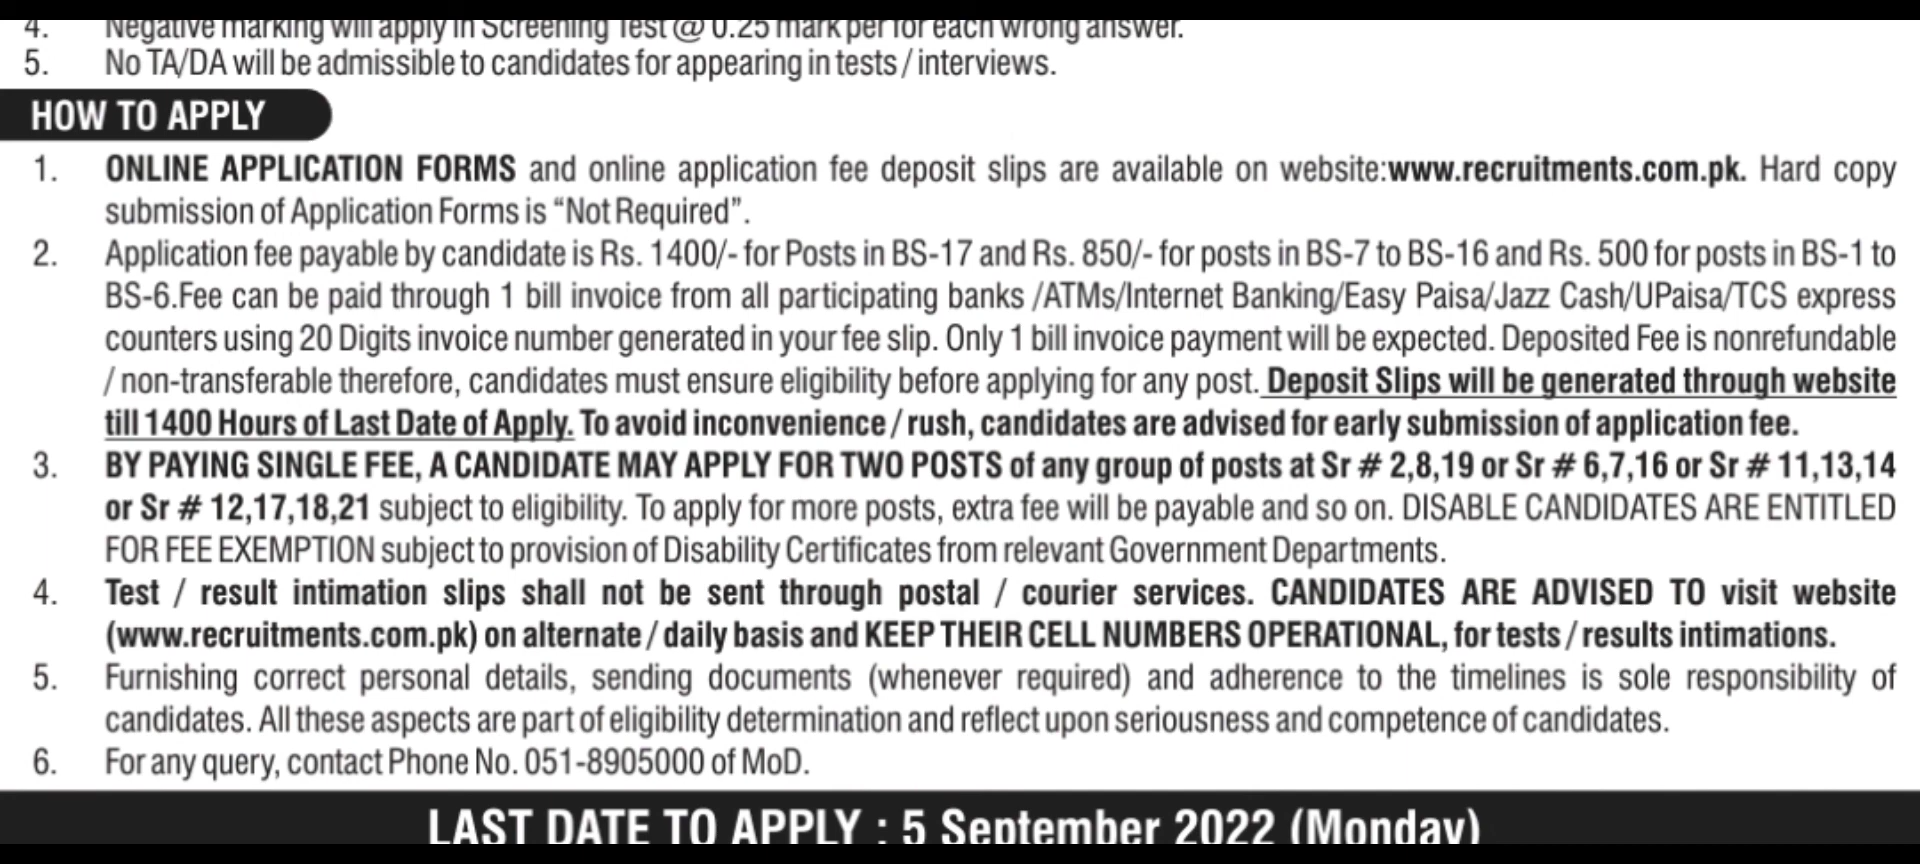 4. Negative marking will apply in Screening Test @ 0.25 mark per for each wrong answer.
5. No TA/DA will be admissible to candidates for appearing in tests / interviews.
HOW TO APPLY
1. ONLINE APPLICATION FORMS and online application fee deposit slips are available on website:www.recruitments.com.pk. Hard copy
submission of Application Forms is “Not Required”.
2. Application fee payable by candidate is Rs. 1400/- for Posts in BS-17 and Rs. 850/- for posts in BS-7 to BS-16 and Rs. 500 for posts in BS-1 to
BS-6.Fee can be paid through 1 bill invoice from all participating banks /ATMs/Internet Banking/Easy Paisa/Jazz Cash/UPaisa/TCS express
counters using 20 Digits invoice number generated in your fee slip. Only 1 bill invoice payment will be expected. Deposited Fee is nonrefundable
/ non-transferable therefore, candidates must ensure eligibility before applying for any post. Deposit Slips will be generated through website
till 1400 Hours of Last Date of Apply. To avoid inconvenience / rush, candidates are advised for early submission of application fee.
3. BY PAYING SINGLE FEE, A CANDIDATE MAY APPLY FOR TWO POSTS of any group of posts at Sr # 2,8,19 or Sr # 6,7,16 or Sr # 11,13,14
or Sr # 12,17,18,21 subject to eligibility. To apply for more posts, extra fee will be payable and so on. DISABLE CANDIDATES ARE ENTITLED
FOR FEE EXEMPTION subject to provision of Disability Certificates from relevant Government Departments.
4. Test / result intimation slips shall not be sent through postal / courier services. CANDIDATES ARE ADVISED TO visit website
(www.recruitments.com.pk) on alternate / daily basis and KEEP THEIR CELL NUMBERS OPERATIONAL, for tests / results intimations.
5. Furnishing correct personal details, sending documents (whenever required) and adherence to the timelines is sole responsibility of
candidates. All these aspects are part of eligibility determination and reflect upon seriousness and competence of candidates.
6. For any query, contact Phone No. 051-8905000 of MoD.
LAST DATE TO APPLY : 5 September 2022 (Monday)